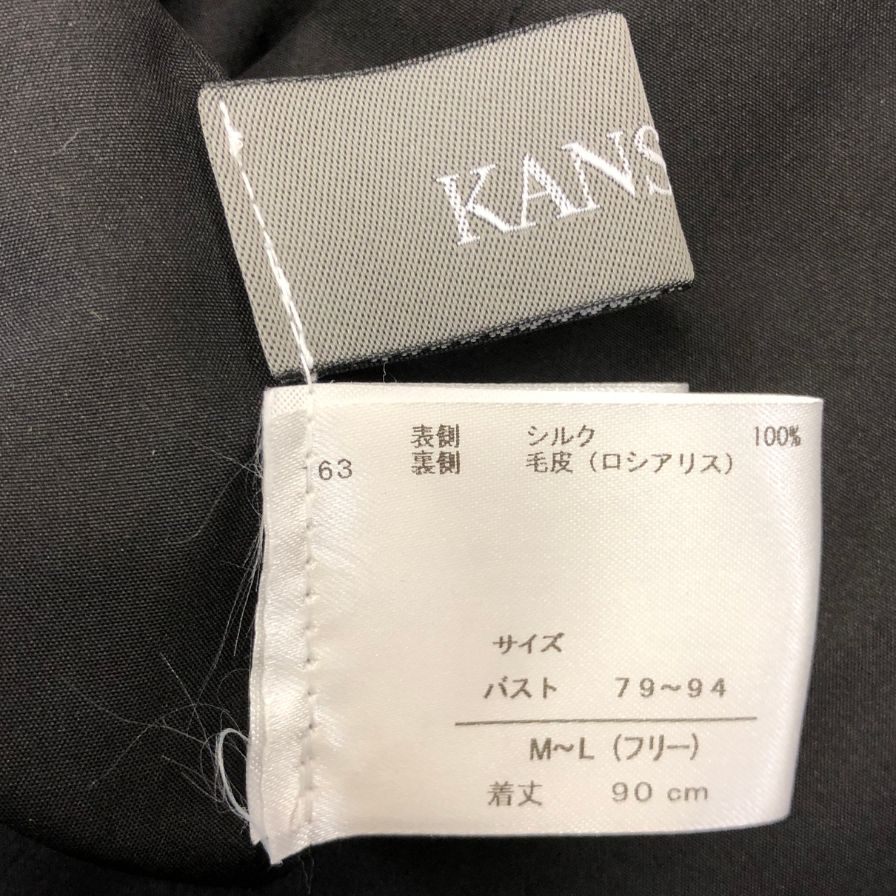 KANS
表側 シルク 100%
63 裏側 毛皮(ロシアリス)
サイズ
バスト 79〜94
M〜L (フリー)
着丈 90 cm